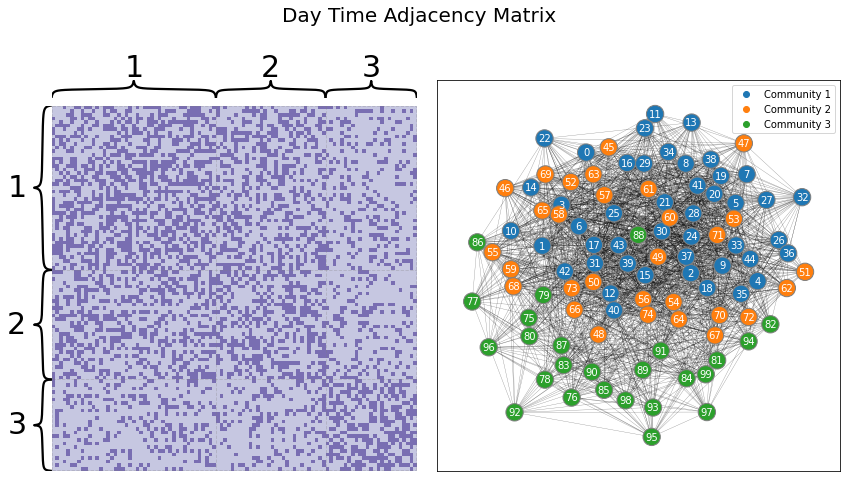 Day Time Adjacency Matrix
1 2 3
1
2
3
Community 1
Community 2
Community 3
11
13
23
22
47
45
0
34
38
16 29 8
69 63 19 7
52 41
46 14 61 20
57 32
3 21 5 27
65 58 25 28
60 53
6
10 30 71
88 24 26
86 1 17 43 33
55 49 37 44 36
59 42 31 39 9 51
15 2
68 73 50 18 4 62
79 12 35
77 56 54
66 40 74 70
75 64 72 82
80 48 67
96 87 94
91
83 81
90 89 99
78 84
85
76 98
92 93 97
95